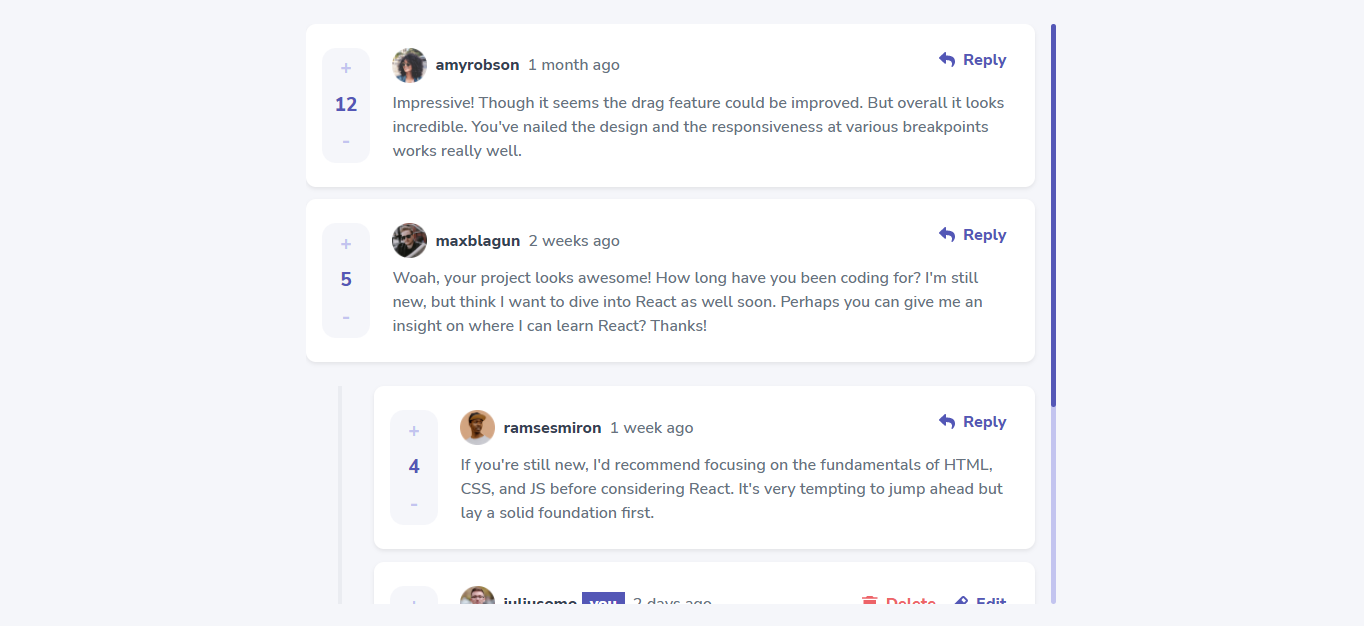 +
12
-
amyrobson 1 month ago
Reply
Impressive! Though it seems the drag feature could be improved. But overall it looks
incredible. You've nailed the design and the responsiveness at various breakpoints
works really well.
+
5
-
maxblagun 2 weeks ago
Reply
Woah, your project looks awesome! How long have you been coding for? I'm still
new, but think I want to dive into React as well soon. Perhaps you can give me an
insight on where I can learn React? Thanks!
+
4
-
ramsesmiron 1 week ago
Reply
If you're still new, I'd recommend focusing on the fundamentals of HTML,
CSS, and JS before considering React. It's very tempting to jump ahead but
lay a solid foundation first.
+
juliusomo you 2 days ago
Delete Edit